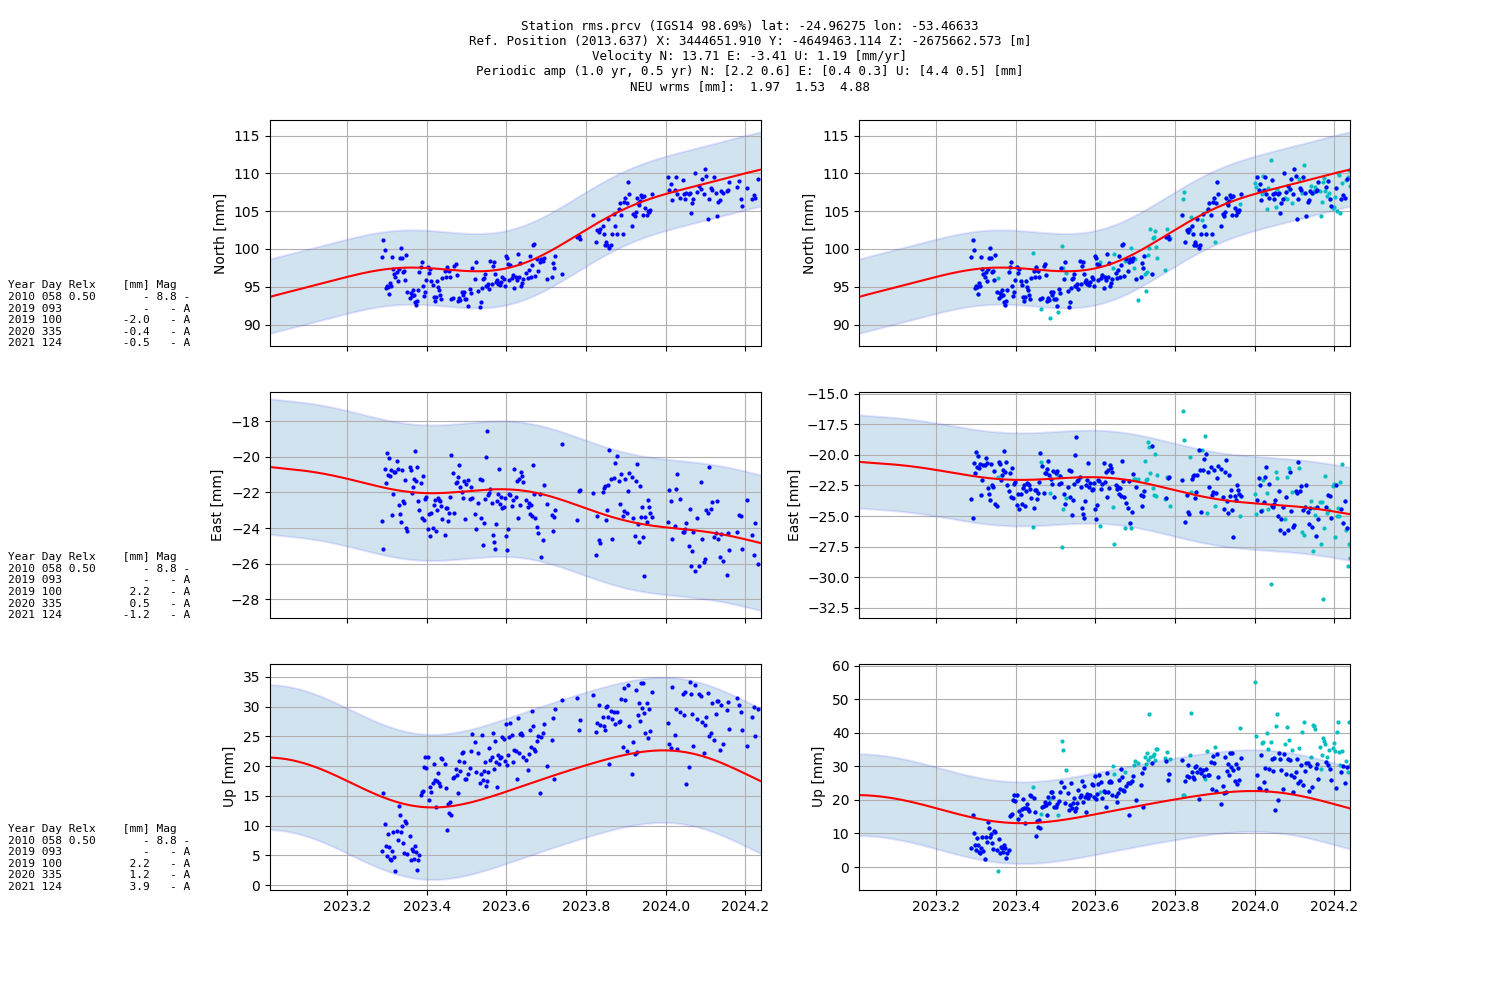 Station rms.prcv (IGS14 98.69%) lat: -24.96275 lon: -53.46633
Ref. Position (2013.637) X: 3444651.910 Y: -4649463.114 Z: -2675662.573 [m]
Velocity N: 13.71 E: -3.41 U: 1.19 [mm/yr]
Periodic amp (1.0 yr, 0.5 yr) N: [2.2 0.6] E: [0.4 0.3] U: [4.4 0.5] [mm]
NEU wrms [mm]: 1.97 1.53 4.88
Year Day Relx [mm] Mag
2010 058 0.50 - 8.8 -
2019 093 - - A
2019 100 -2.0 - A
2020 335 -0.4 - A
2021 124 -0.5 - A
North [mm]
115
110
105
100
95
90
North [mm]
115
110
105
100
95
90
Year Day Relx [mm] Mag
2010 058 0.50 - 8.8 -
2019 093 - - A
2019 100 2.2 - A
2020 335 0.5 - A
2021 124 -1.2 - A
East [mm]
−18
−20
−22
−24
−26
−28
East [mm]
−15.0
−17.5
−20.0
−22.5
−25.0
−27.5
−30.0
−32.5
Year Day Relx [mm] Mag
2010 058 0.50 - 8.8 -
2019 093 - - A
2019 100 2.2 - A
2020 335 1.2 - A
2021 124 3.9 - A
Up [mm]
35
30
25
20
15
10
5
0
2023.2 2023.4 2023.6 2023.8 2024.0 2024.2
Up [mm]
60
50
40
30
20
10
0
2023.2 2023.4 2023.6 2023.8 2024.0 2024.2